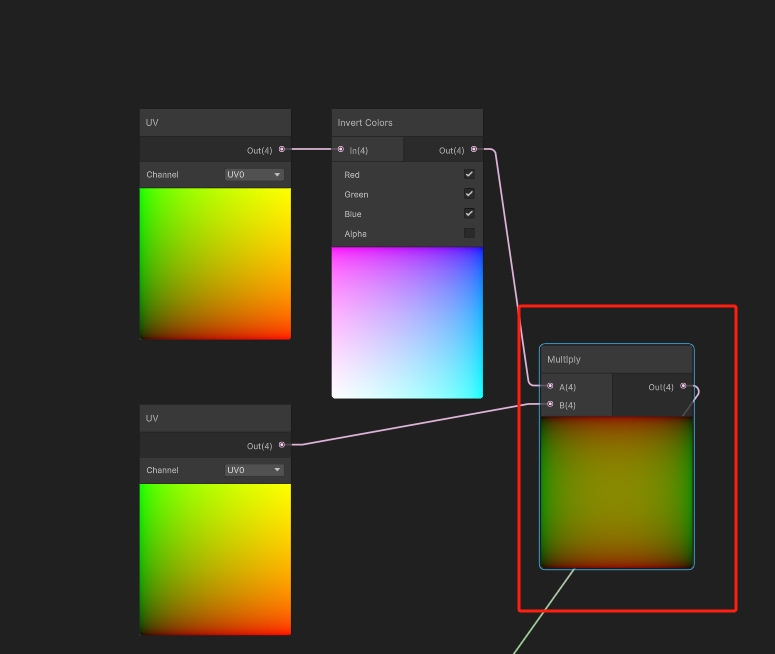 UV
Out(4)
Channel UV0
Invert Colors
In(4) Out(4)
Red
Green
Blue
Alpha
UV
Out(4)
Channel UV0
Multiply
A(4) Out(4)
B(4)